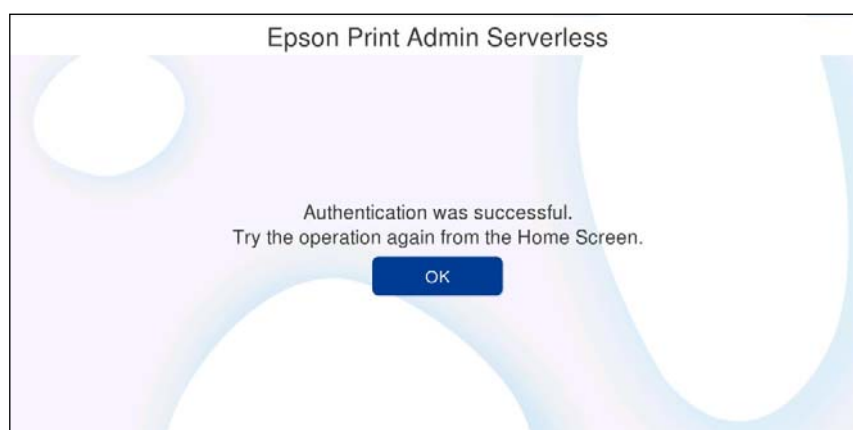 Epson Print Admin Serverless
Authentication was successful.
Try the operation again from the Home Screen.
OK